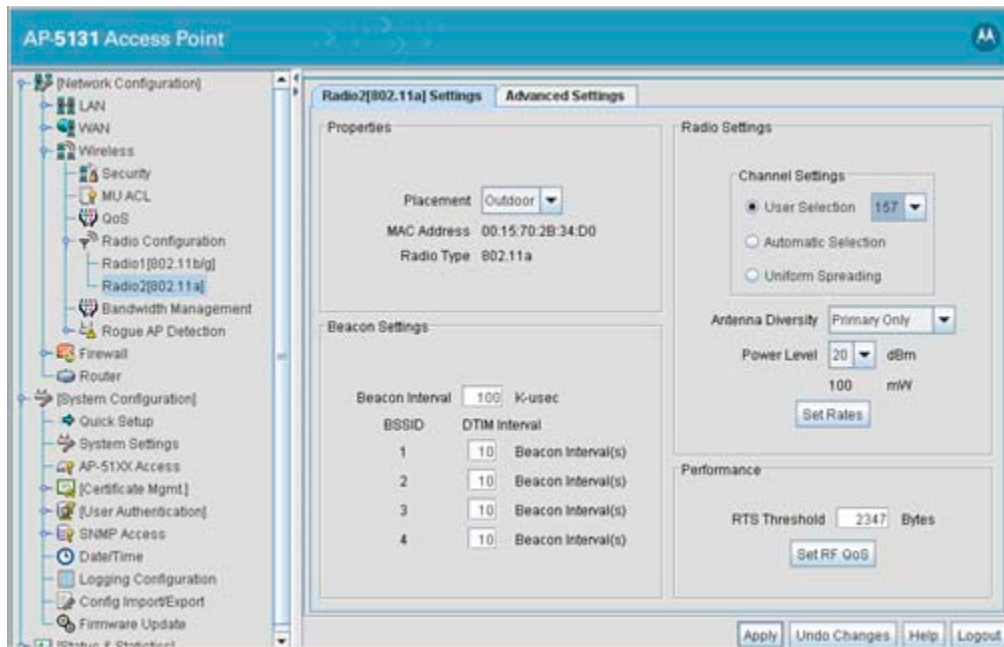 AP-5131 Access Point
[Network Configuration]
LAN
WAN
Wireless
Security
MU ACL
QoS
Radio Configuration
Radio1[802.11b/g]
Radio2[802.11a]
Bandwidth Management
Rogue AP Detection
Firewall
Router
[System Configuration]
Quick Setup
System Settings
AP-51XX Access
[Certificate Mgmt.]
[User Authentication]
SNMP Access
Date/Time
Logging Configuration
Config Import/Export
Firmware Update
[Status & Statistics]
Radio2[802.11a] Settings
Advanced Settings
Properties
Placement Outdoor
MAC Address 00:15:70:2B:34:D0
Radio Type 802.11a
Beacon Settings
Beacon Interval 100 K-usec
BSSID DTIM Interval
1 10 Beacon Interval(s)
2 10 Beacon Interval(s)
3 10 Beacon Interval(s)
4 10 Beacon Interval(s)
Radio Settings
Channel Settings
User Selection 157
Automatic Selection
Uniform Spreading
Antenna Diversity Primary Only
Power Level 20 dBm
100 mW
Set Rates
Performance
RTS Threshold 2347 Bytes
Set RF QoS
Apply Undo Changes Help Logout